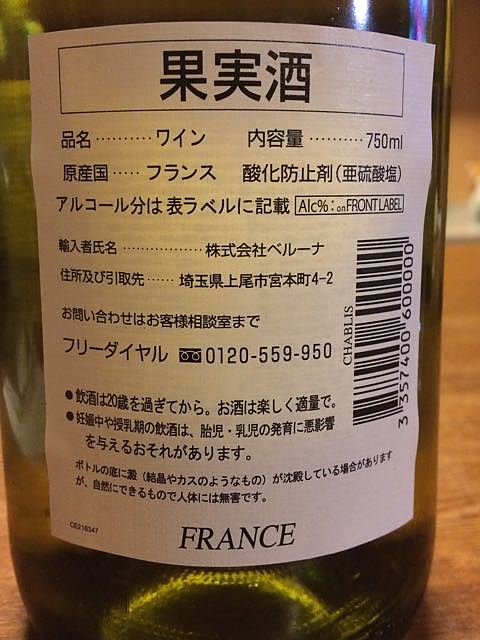 果実酒
品名‥‥‥‥‥ワイン 内容量‥‥‥‥‥750ml
原産国‥‥‥フランス 酸化防止剤(亜硫酸塩)
アルコール分は表ラベルに記載 Alc%:onFRONT LABEL
輸入者氏名‥‥‥‥‥‥‥‥株式会社ベルーナ
住所及び引取先‥‥‥埼玉県上尾市宮本町4-2
お問い合わせはお客様相談室まで
フリーダイヤル 0120-559-950
CHABLIS
3 357400 600000
●飲酒は20歳を過ぎてから。お酒は楽しく適量で。
●妊娠中や授乳期の飲酒は、胎児・乳児の発育に悪影響
を与えるおそれがあります。
ボトルの底に澱(結晶やカスのようなもの)が沈殿している場合があります
が、自然にできるもので人体には無害です。
CE216347
FRANCE